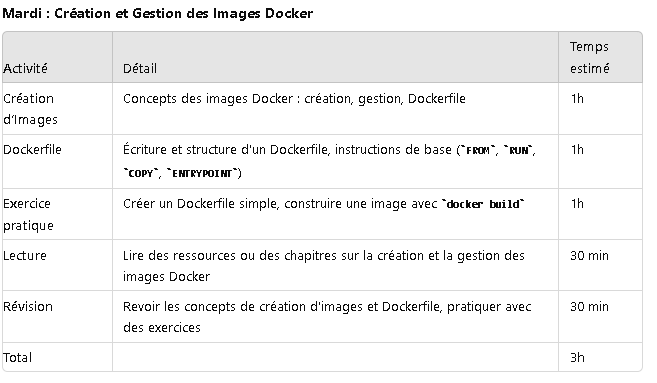 Mardi : Création et Gestion des Images Docker
Activité Détail Temps estimé
Création d'Images Concepts des images Docker : création, gestion, Dockerfile 1h
Dockerfile Écriture et structure d'un Dockerfile, instructions de base (`FROM`, `RUN`,
`COPY`, `ENTRYPOINT`) 1h
Exercice pratique Créer un Dockerfile simple, construire une image avec `docker build` 1h
Lecture Lire des ressources ou des chapitres sur la création et la gestion des
images Docker 30 min
Révision Revoir les concepts de création d'images et Dockerfile, pratiquer avec
des exercices 30 min
Total 3h